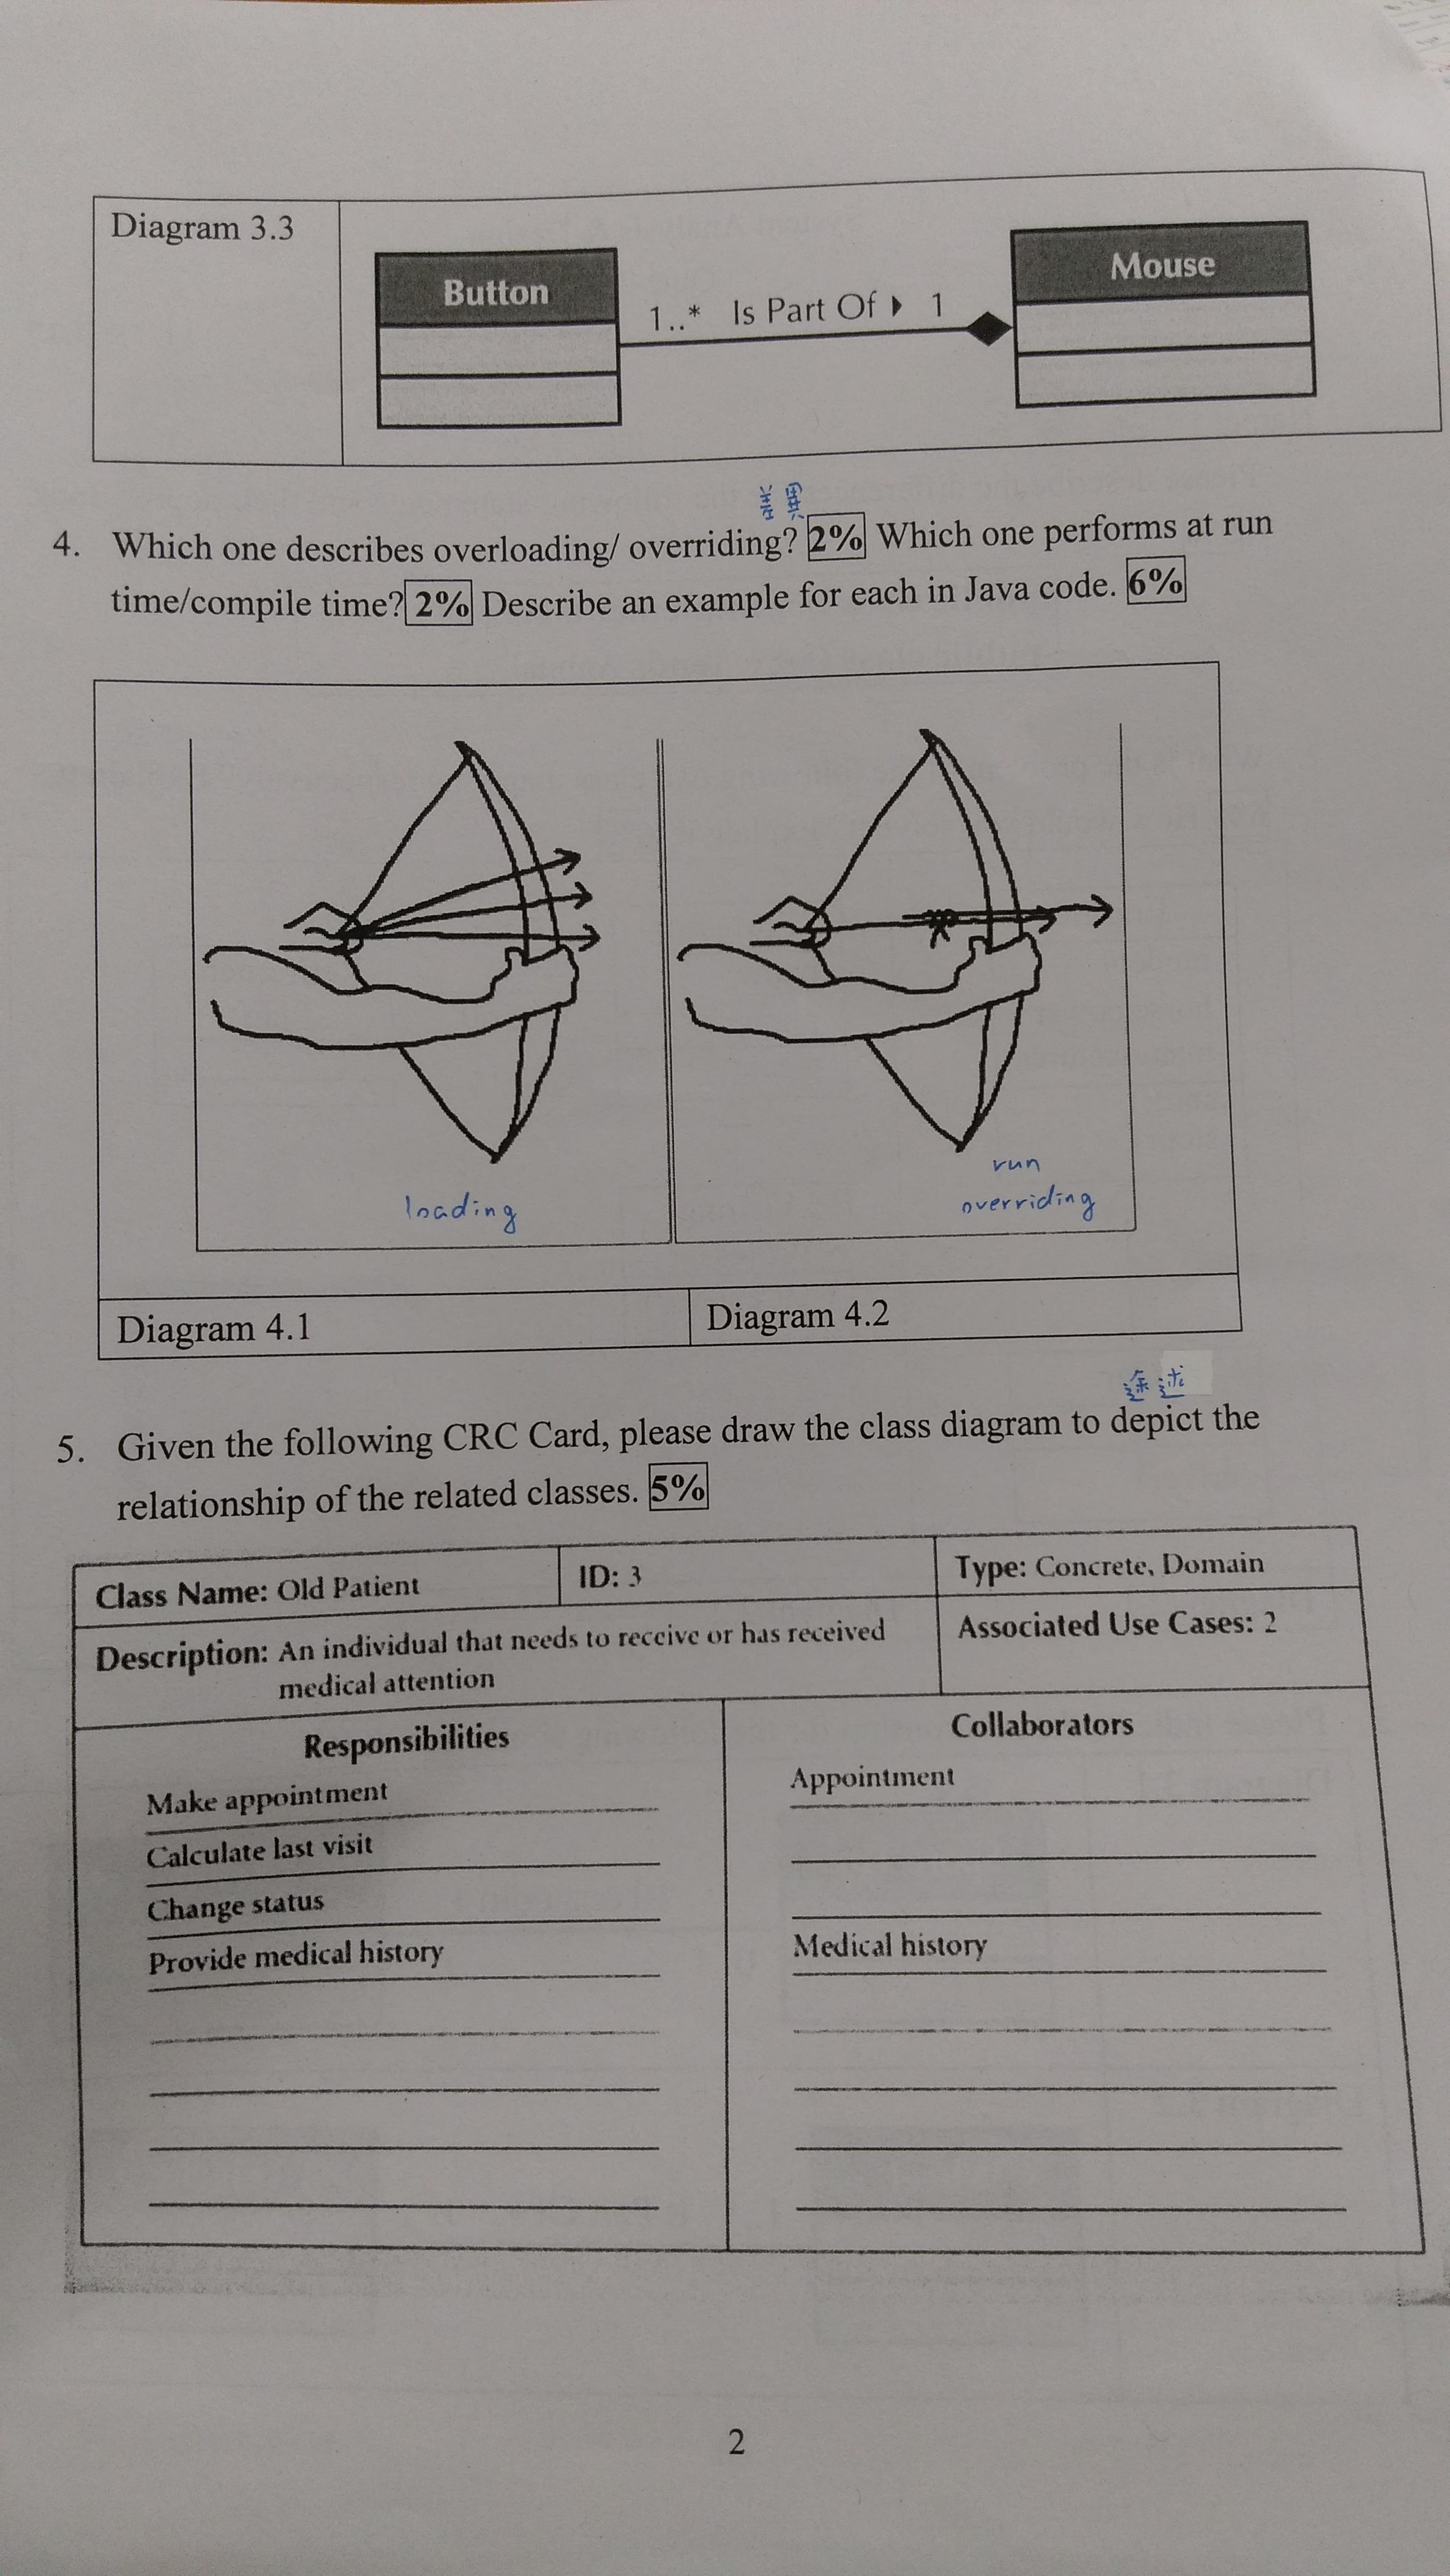 Diagram 3.3
Button
1..* Is Part Of ▶ 1
Mouse
差異
4. Which one describes overloading/ overriding? 2% Which one performs at run
time/compile time? 2% Describe an example for each in Java code. 6%
loading
run
overriding
Diagram 4.1
Diagram 4.2
5. Given the following CRC Card, please draw the class diagram to depict the
relationship of the related classes. 5%
Class Name: Old Patient
ID: 3
Type: Concrete, Domain
Description: An individual that needs to receive or has received
medical attention
Associated Use Cases: 2
Responsibilities
Make appointment
Calculate last visit
Change status
Provide medical history
Collaborators
Appointment
Medical history
2